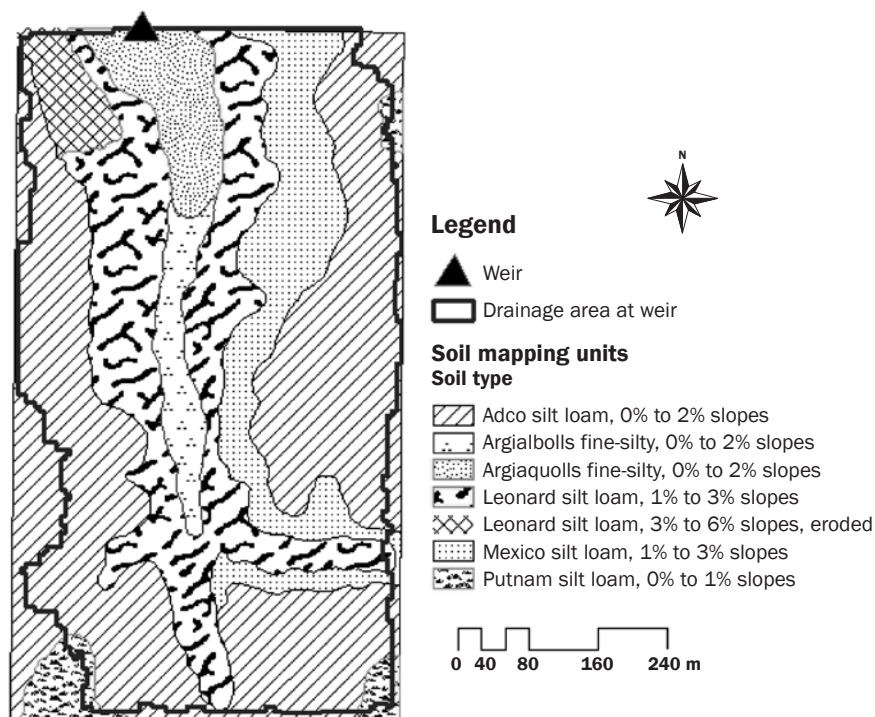 N
Legend
Weir
Drainage area at weir
Soil mapping units
Soil type
Adco silt loam, 0% to 2% slopes
Argialbolls fine-silty, 0% to 2% slopes
Argiaquolls fine-silty, 0% to 2% slopes
Leonard silt loam, 1% to 3% slopes
Leonard silt loam, 3% to 6% slopes, eroded
Mexico silt loam, 1% to 3% slopes
Putnam silt loam, 0% to 1% slopes
0 40 80 160 240 m